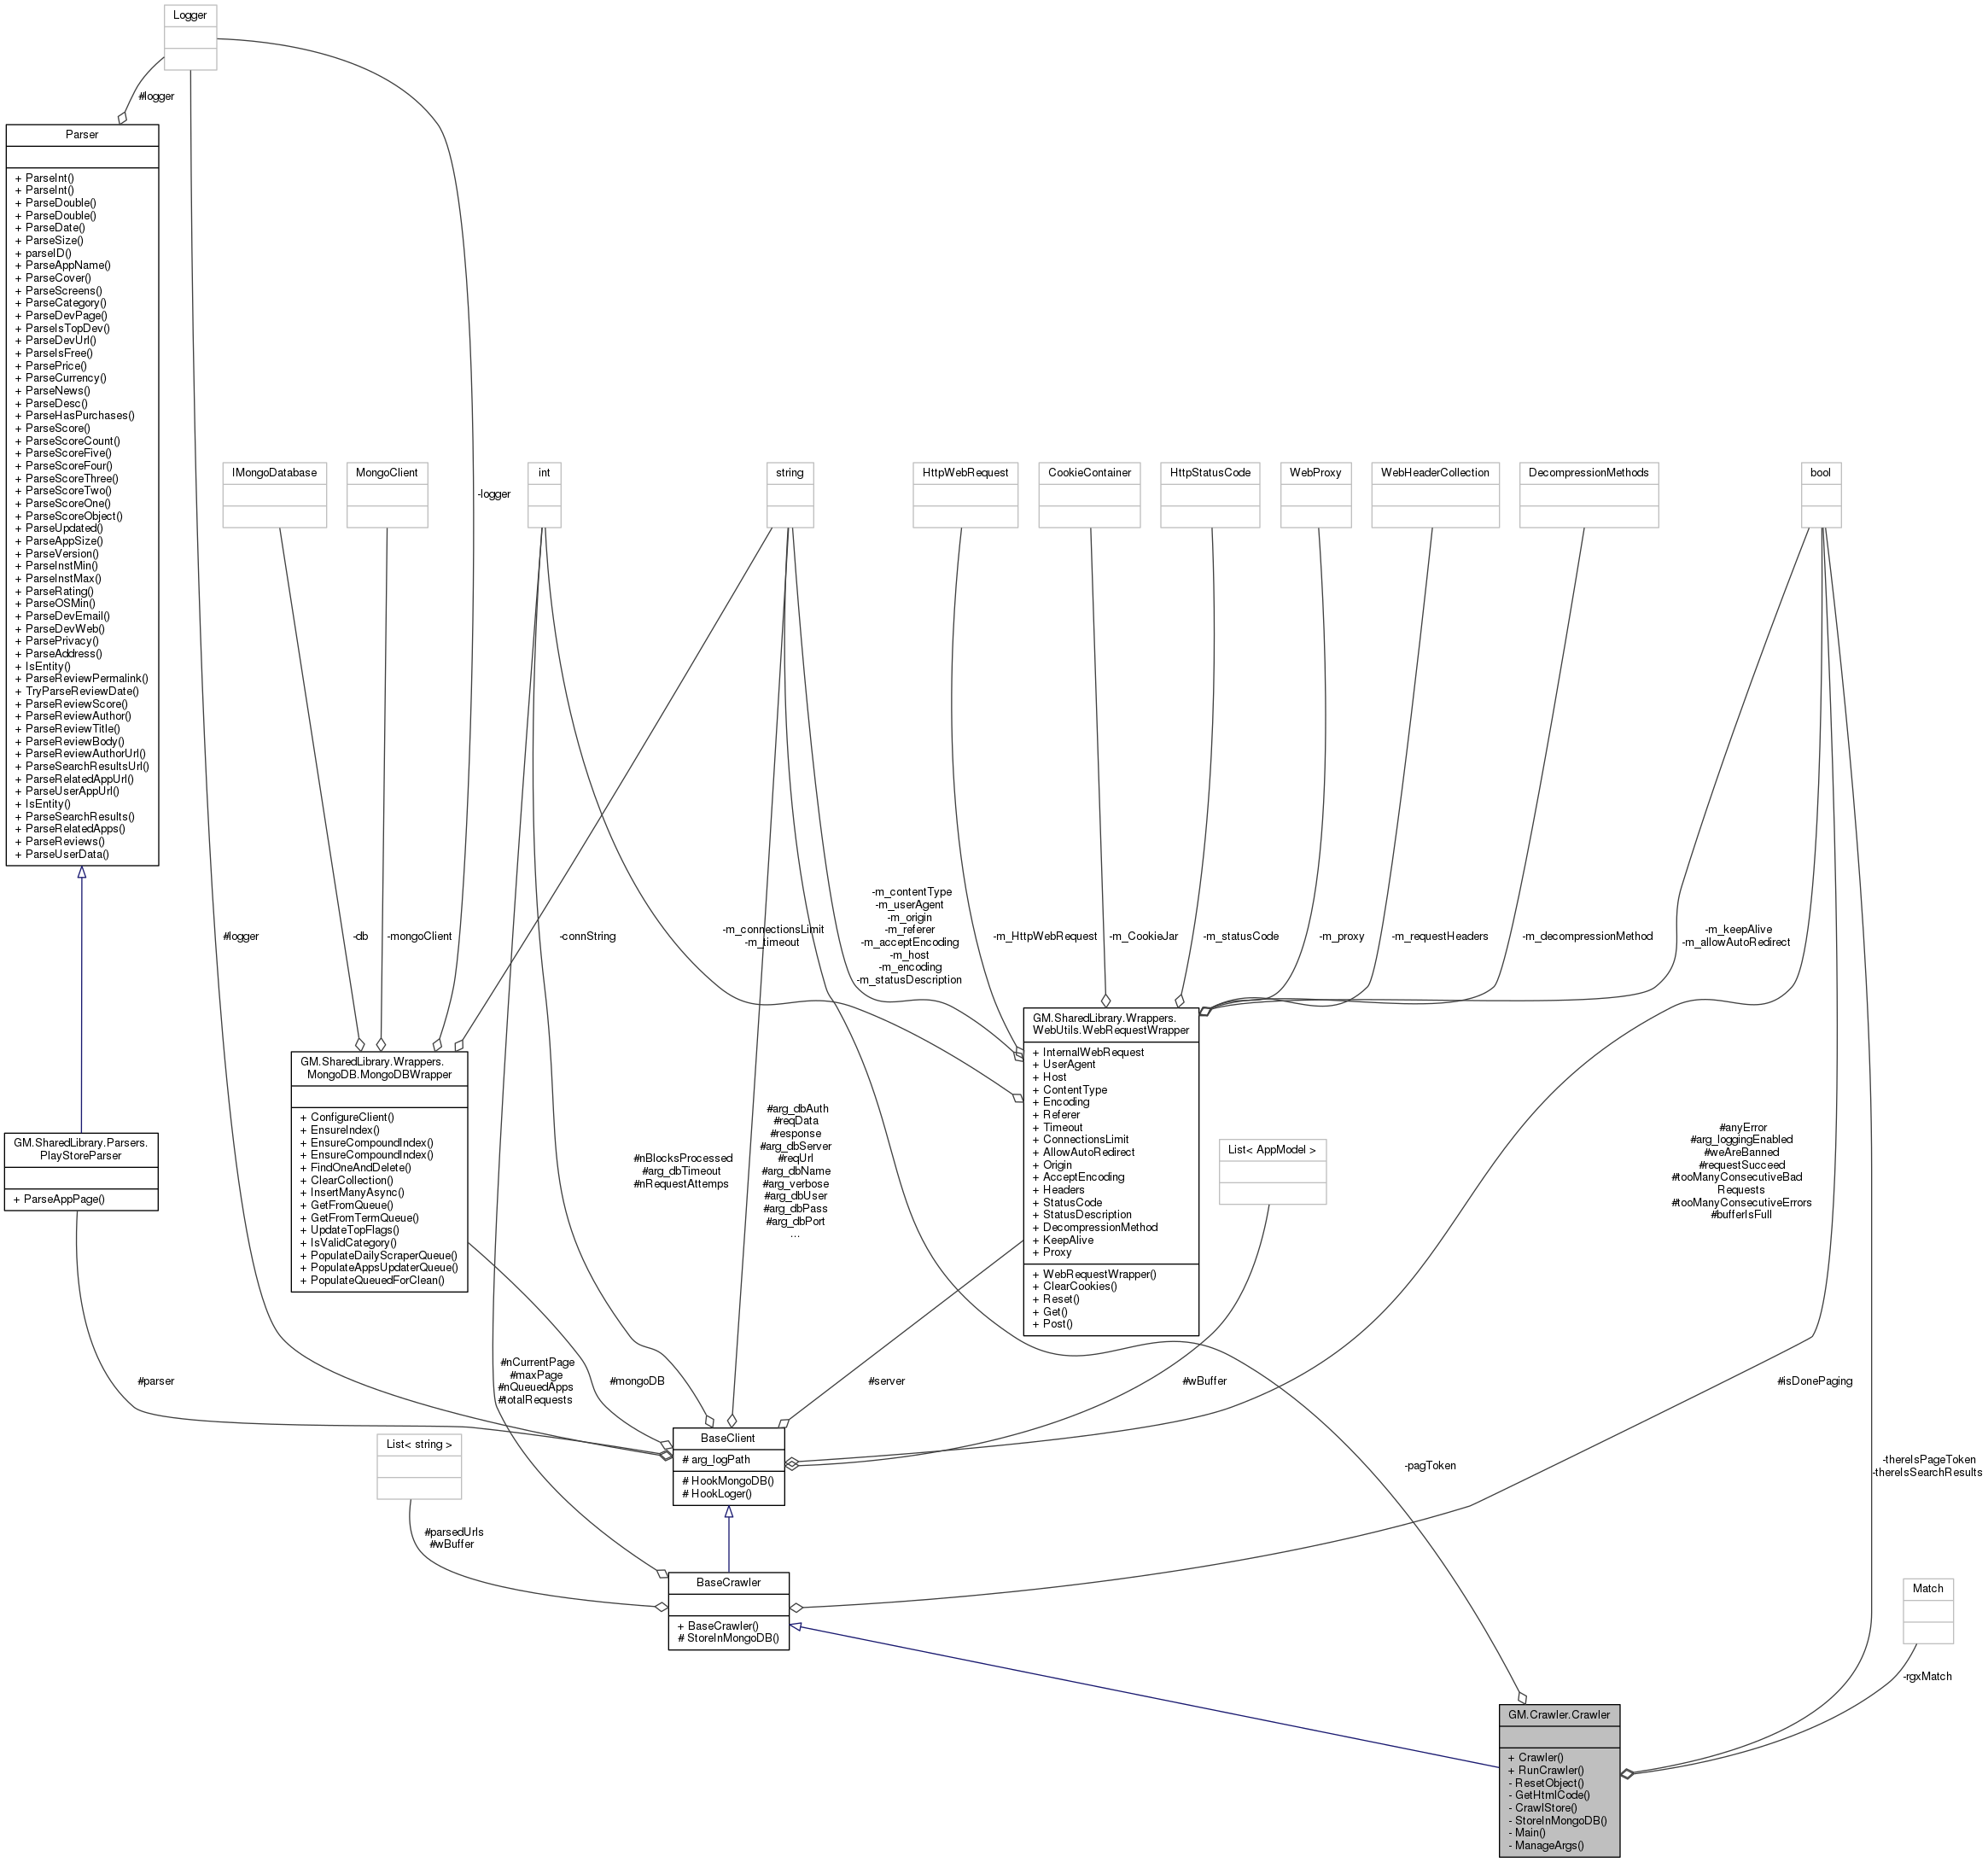 Logger
#logger
Parser
+ ParseInt()
+ ParseInt()
+ ParseDouble()
+ ParseDouble()
+ ParseDate()
+ ParseSize()
+ parseID()
+ ParseAppName()
+ ParseCover()
+ ParseScreens()
+ ParseCategory()
+ ParseDevPage()
+ ParseIsTopDev()
+ ParseDevUrl()
+ ParseIsFree()
+ ParsePrice()
+ ParseCurrency()
+ ParseNews()
+ ParseDesc()
+ ParseHasPurchases()
+ ParseScore()
+ ParseScoreCount()
+ ParseScoreFive()
+ ParseScoreFour()
+ ParseScoreThree()
+ ParseScoreTwo()
+ ParseScoreOne()
+ ParseScoreObject()
+ ParseUpdated()
+ ParseAppSize()
+ ParseVersion()
+ ParseInstMin()
+ ParseInstMax()
+ ParseRating()
+ ParseOSMin()
+ ParseDevEmail()
+ ParseDevWeb()
+ ParsePrivacy()
+ ParseAddress()
+ IsEntity()
+ ParseReviewPermalink()
+ TryParseReviewDate()
+ ParseReviewScore()
+ ParseReviewAuthor()
+ ParseReviewTitle()
+ ParseReviewBody()
+ ParseReviewAuthorUrl()
+ ParseSearchResultsUrl()
+ ParseRelatedAppUrl()
+ ParseUserAppUrl()
+ IsEntity()
+ ParseSearchResults()
+ ParseRelatedApps()
+ ParseReviews()
+ ParseUserData()
IMongoDatabase
MongoClient
-logger
int
string
HttpWebRequest
CookieContainer
HttpStatusCode
WebProxy
WebHeaderCollection
DecompressionMethods
bool
#logger
-db
-mongoClient
-connString
-m_connectionsLimit
-m_timeout
-m_contentType
-m_userAgent
-m_origin
-m_referer
-m_acceptEncoding
-m_host
-m_encoding
-m_statusDescription
-m_HttpWebRequest
-m_CookieJar
-m_statusCode
-m_proxy
-m_requestHeaders
-m_decompressionMethod
-m_keepAlive
-m_allowAutoRedirect
GM.SharedLibrary.Parsers.
PlayStoreParser
+ ParseAppPage()
GM.SharedLibrary.Wrappers.
MongoDB.MongoDBWrapper
+ ConfigureClient()
+ EnsureIndex()
+ EnsureCompoundIndex()
+ EnsureCompoundIndex()
+ FindOneAndDelete()
+ ClearCollection()
+ InsertManyAsync()
+ GetFromQueue()
+ GetFromTermQueue()
+ UpdateTopFlags()
+ IsValidCategory()
+ PopulateDailyScraperQueue()
+ PopulateAppsUpdaterQueue()
+ PopulateQueuedForClean()
#nBlocksProcessed
#arg_dbTimeout
#nRequestAttemps
#arg_dbAuth
#reqData
#response
#arg_dbServer
#reqUrl
#arg_dbName
#arg_verbose
#arg_dbUser
#arg_dbPass
#arg_dbPort
...
GM.SharedLibrary.Wrappers.
WebUtils.WebRequestWrapper
+ InternalWebRequest
+ UserAgent
+ Host
+ ContentType
+ Encoding
+ Referer
+ Timeout
+ ConnectionsLimit
+ AllowAutoRedirect
+ Origin
+ AcceptEncoding
+ Headers
+ StatusCode
+ StatusDescription
+ DecompressionMethod
+ KeepAlive
+ Proxy
+ WebRequestWrapper()
+ ClearCookies()
+ Reset()
+ Get()
+ Post()
List< AppModel >
#anyError
#arg_loggingEnabled
#weAreBanned
#requestSucceed
#tooManyConsecutiveBad
Requests
#tooManyConsecutiveErrors
#bufferIsFull
#parser
#nCurrentPage
#maxPage
#nQueuedApps
#totalRequests
#mongoDB
#server
#wBuffer
#isDonePaging
List< string >
BaseClient
# arg_logPath
# HookMongoDB()
# HookLoger()
-pagToken
-thereIsPageToken
-thereIsSearchResults
#parsedUrls
#wBuffer
BaseCrawler
+ BaseCrawler()
# StoreInMongoDB()
Match
-rgxMatch
GM.Crawler.Crawler
+ Crawler()
+ RunCrawler()
- ResetObject()
- GetHtmlCode()
- CrawlStore()
- StoreInMongoDB()
- Main()
- ManageArgs()